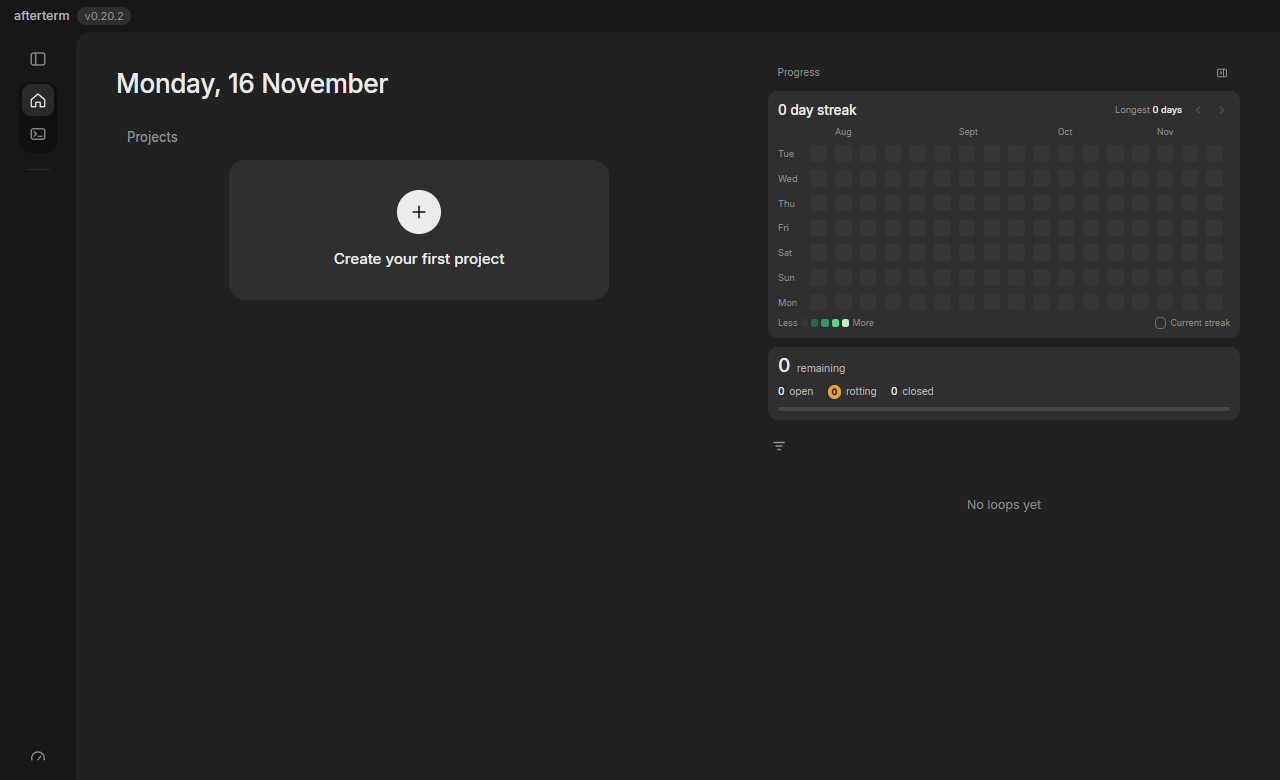 afterterm v0.20.2
Monday, 16 November
Projects
Create your first project
Progress
0 day streak
Longest 0 days
Aug Sept Oct Nov
Tue
Wed
Thu
Fri
Sat
Sun
Mon
Less More
Current streak
0 remaining
0 open 0 rotting 0 closed
No loops yet